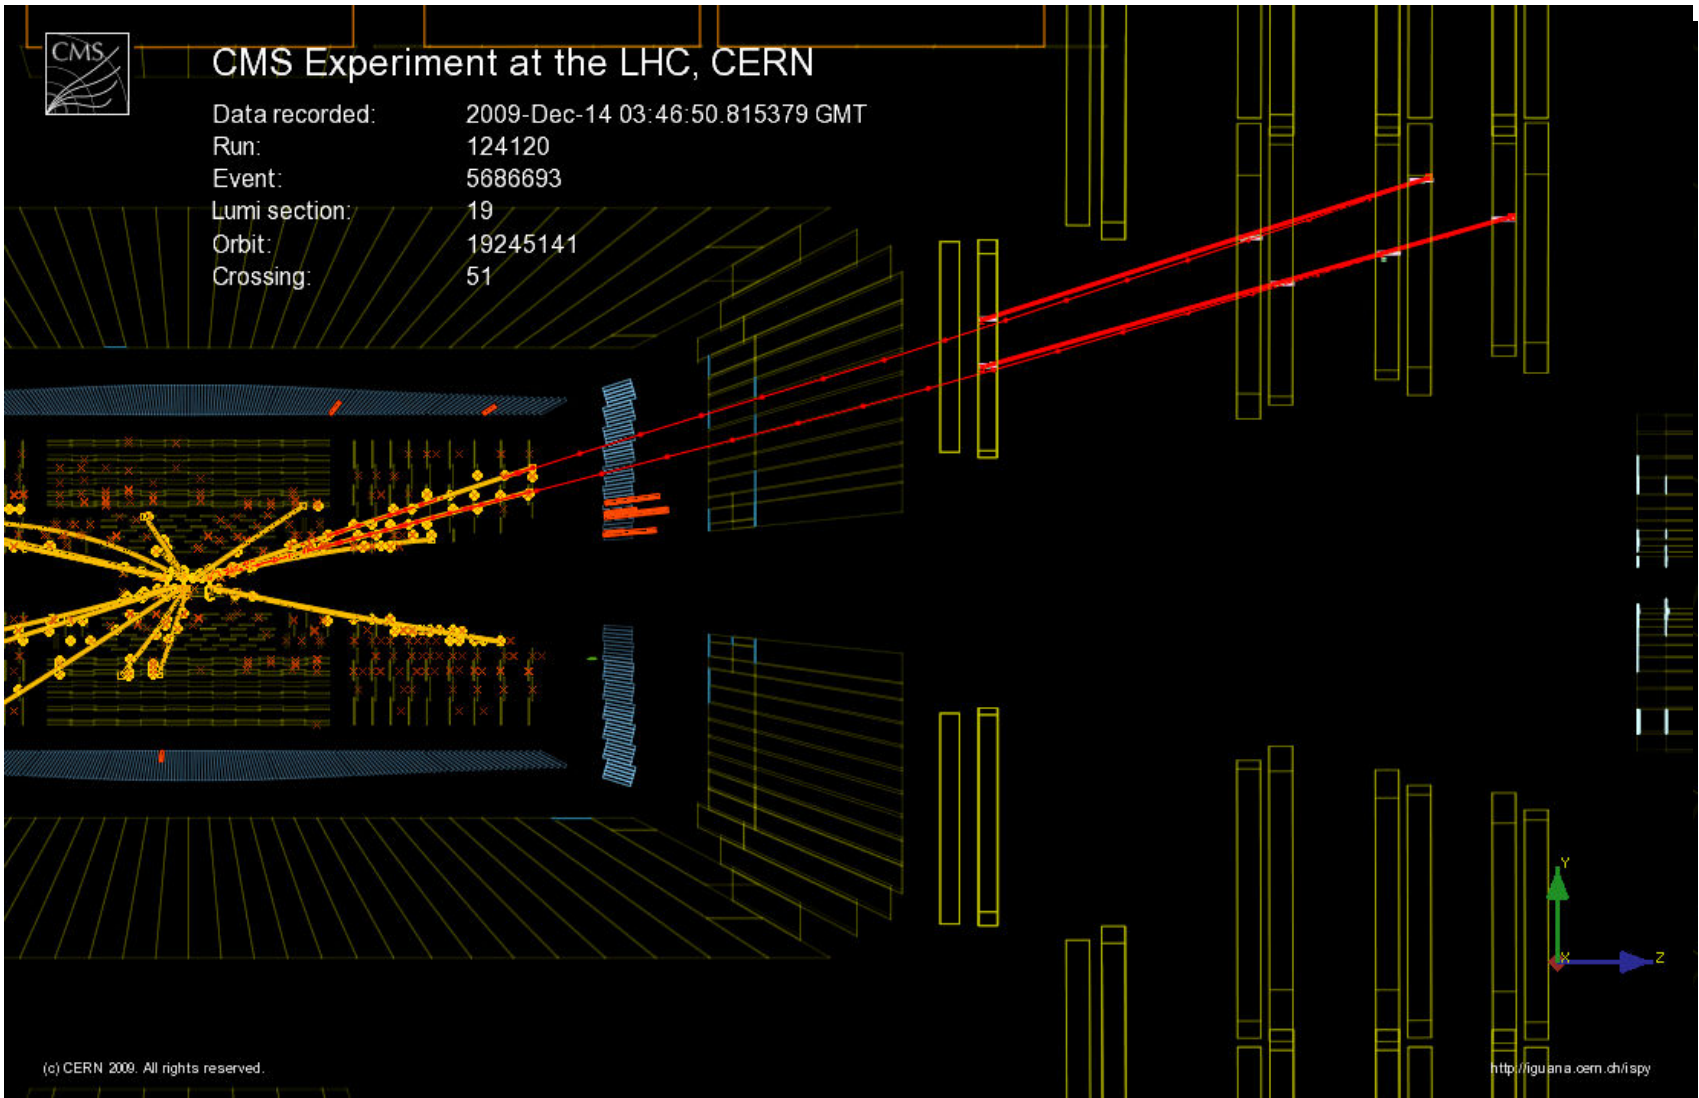 CMS
CMS Experiment at the LHC, CERN
Data recorded: 2009-Dec-14 03:46:50.815379 GMT
Run: 124120
Event: 5686693
Lumi section: 19
Orbit: 19245141
Crossing: 51
Y
X Z
(c) CERN 2009. All rights reserved.
http://iguana.cern.ch/ispy